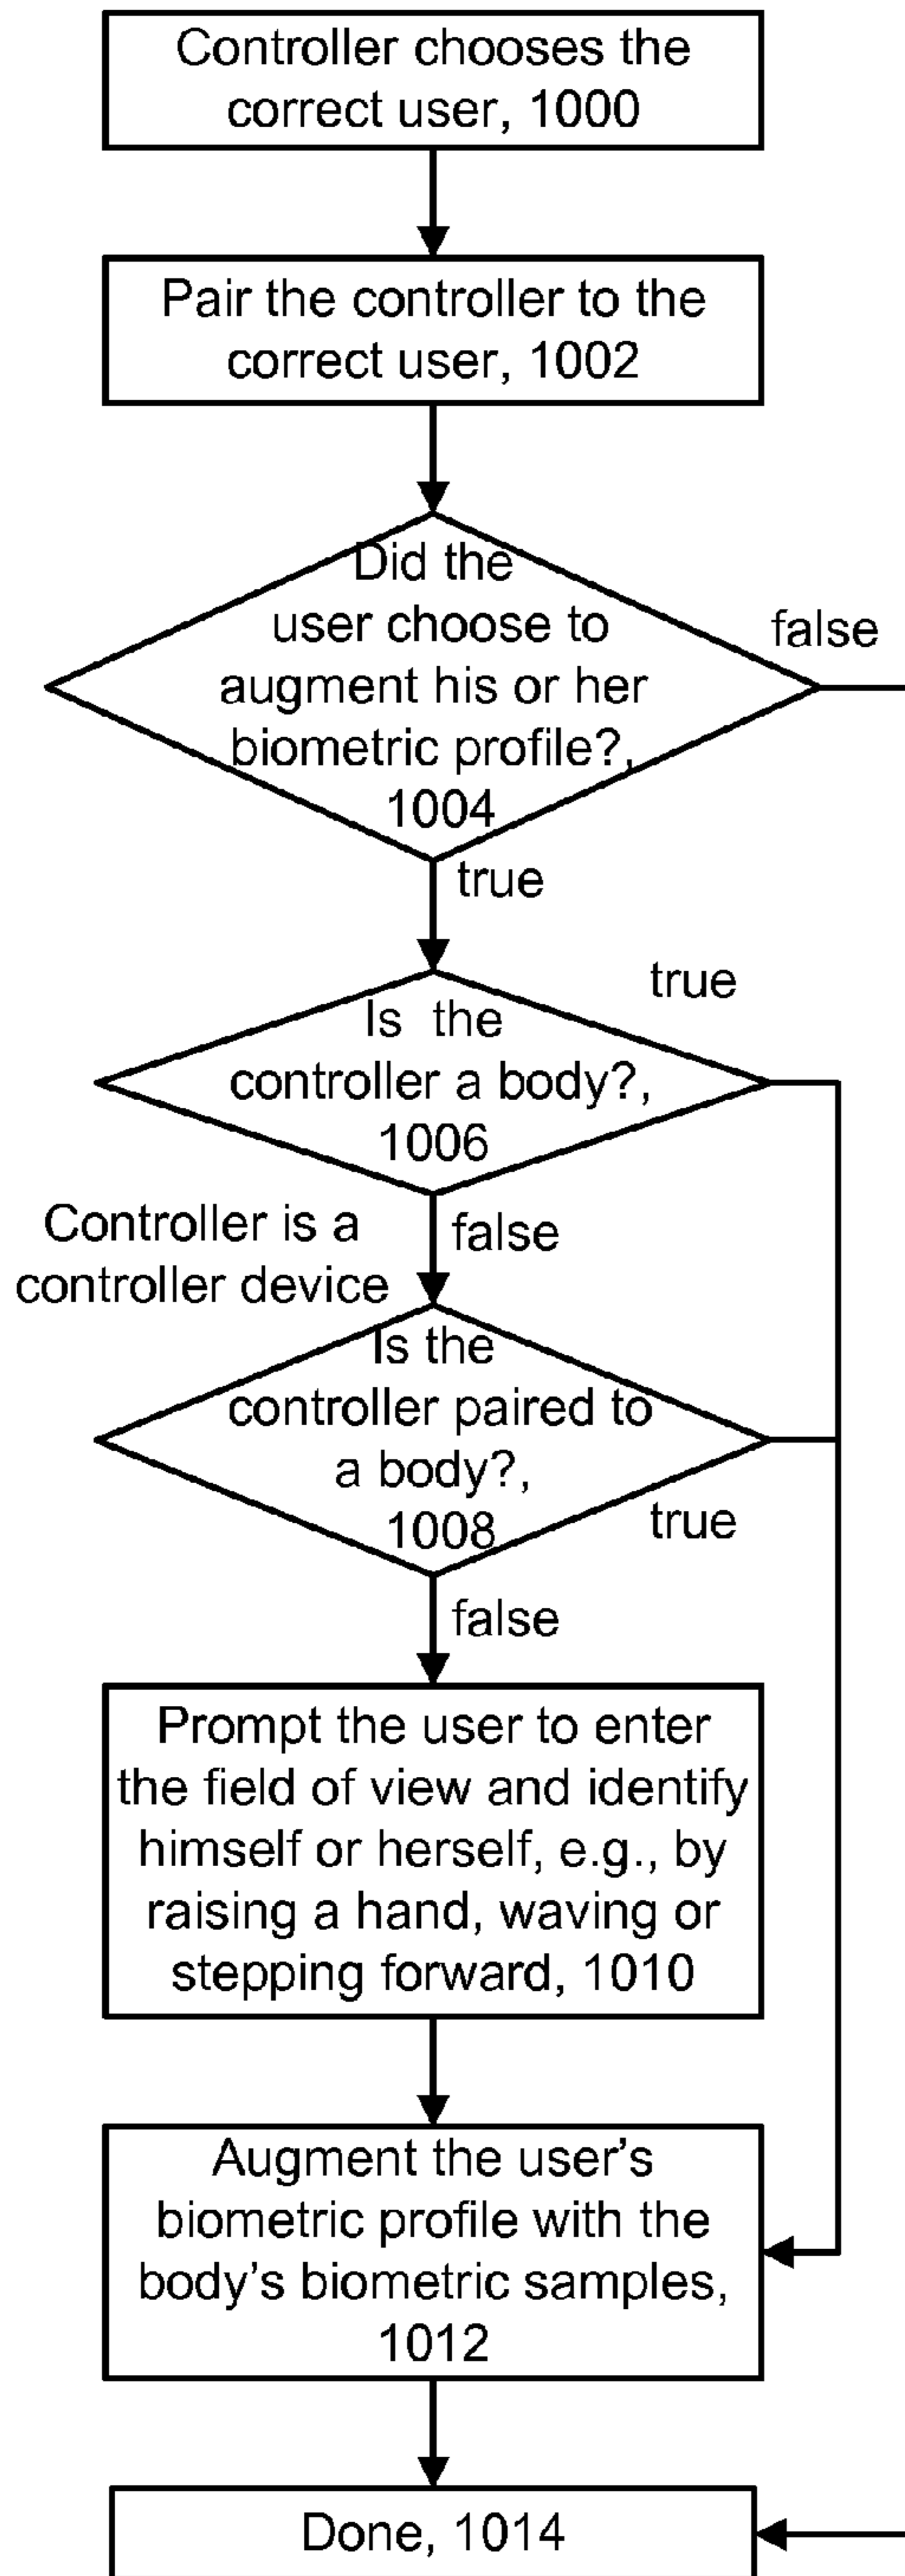 Controller chooses the
correct user, 1000
Pair the controller to the
correct user, 1002
Did the
user choose to
augment his or her
biometric profile?,
1004
false
true
Is the
controller a body?,
1006
true
Controller is a
controller device
false
Is the
controller paired to
a body?,
1008
true
false
Prompt the user to enter
the field of view and identify
himself or herself, e.g., by
raising a hand, waving or
stepping forward, 1010
Augment the user's
biometric profile with the
body's biometric samples,
1012
Done, 1014